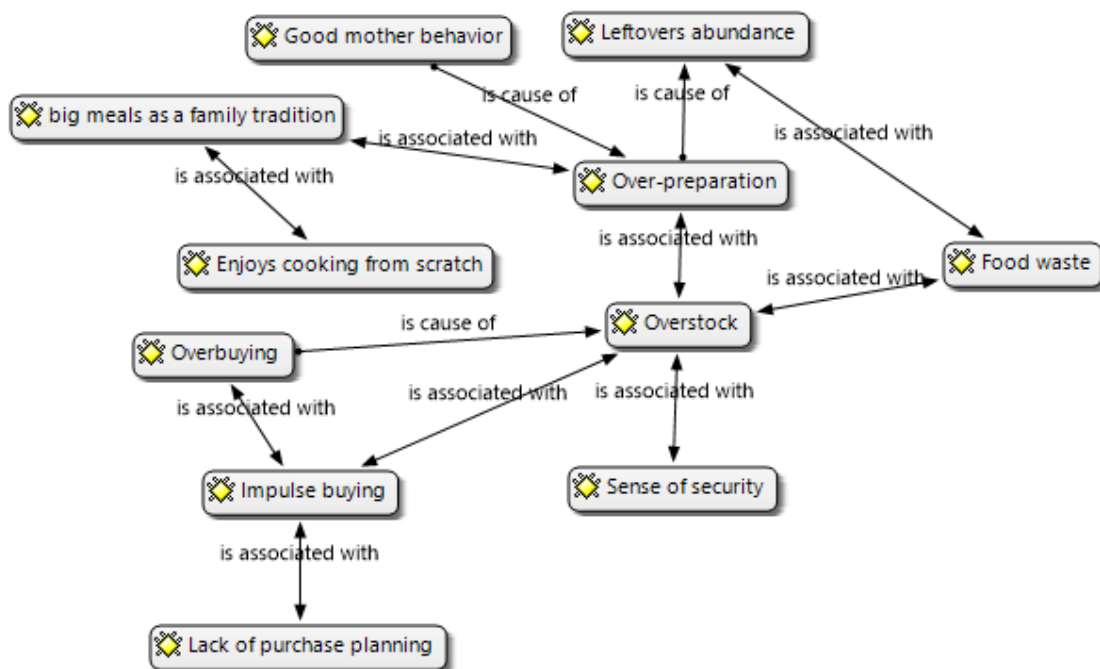 Good mother behavior
Leftovers abundance
is cause of
is cause of
big meals as a family tradition
is associated with
is associated with
is associated with
Over-preparation
is associated with
Enjoys cooking from scratch
Food waste
is associated with
Overstock
is cause of
Overbuying
is associated with
is associated with
is associated with
Impulse buying
Sense of security
is associated with
Lack of purchase planning